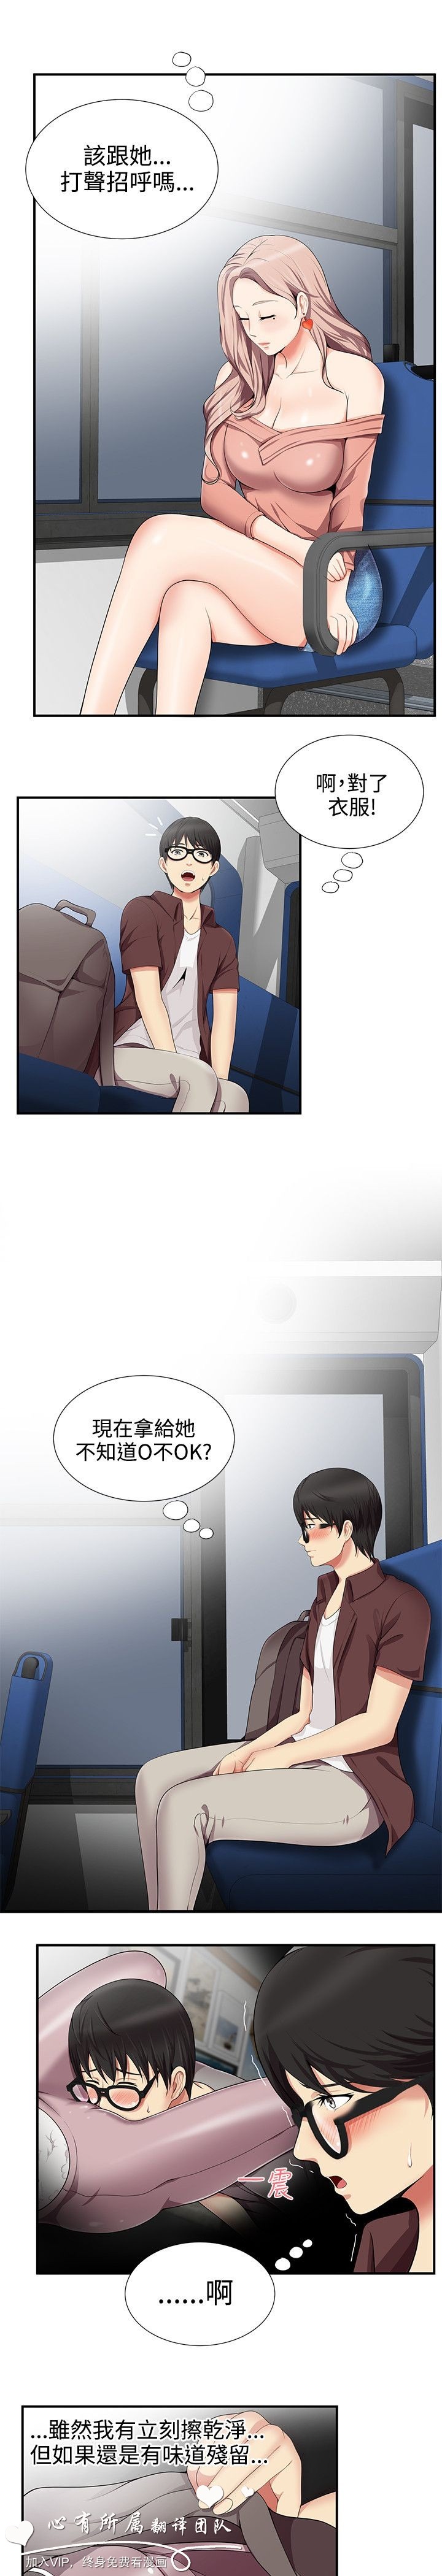 該跟她...
打聲招呼嗎...
啊，對了
衣服!
現在拿給她
不知道O不OK?
一震
......啊
...雖然我有立刻擦乾淨...
但如果還是有味道殘留...
心有所属翻译团队
加入VIP，终身免费看漫画